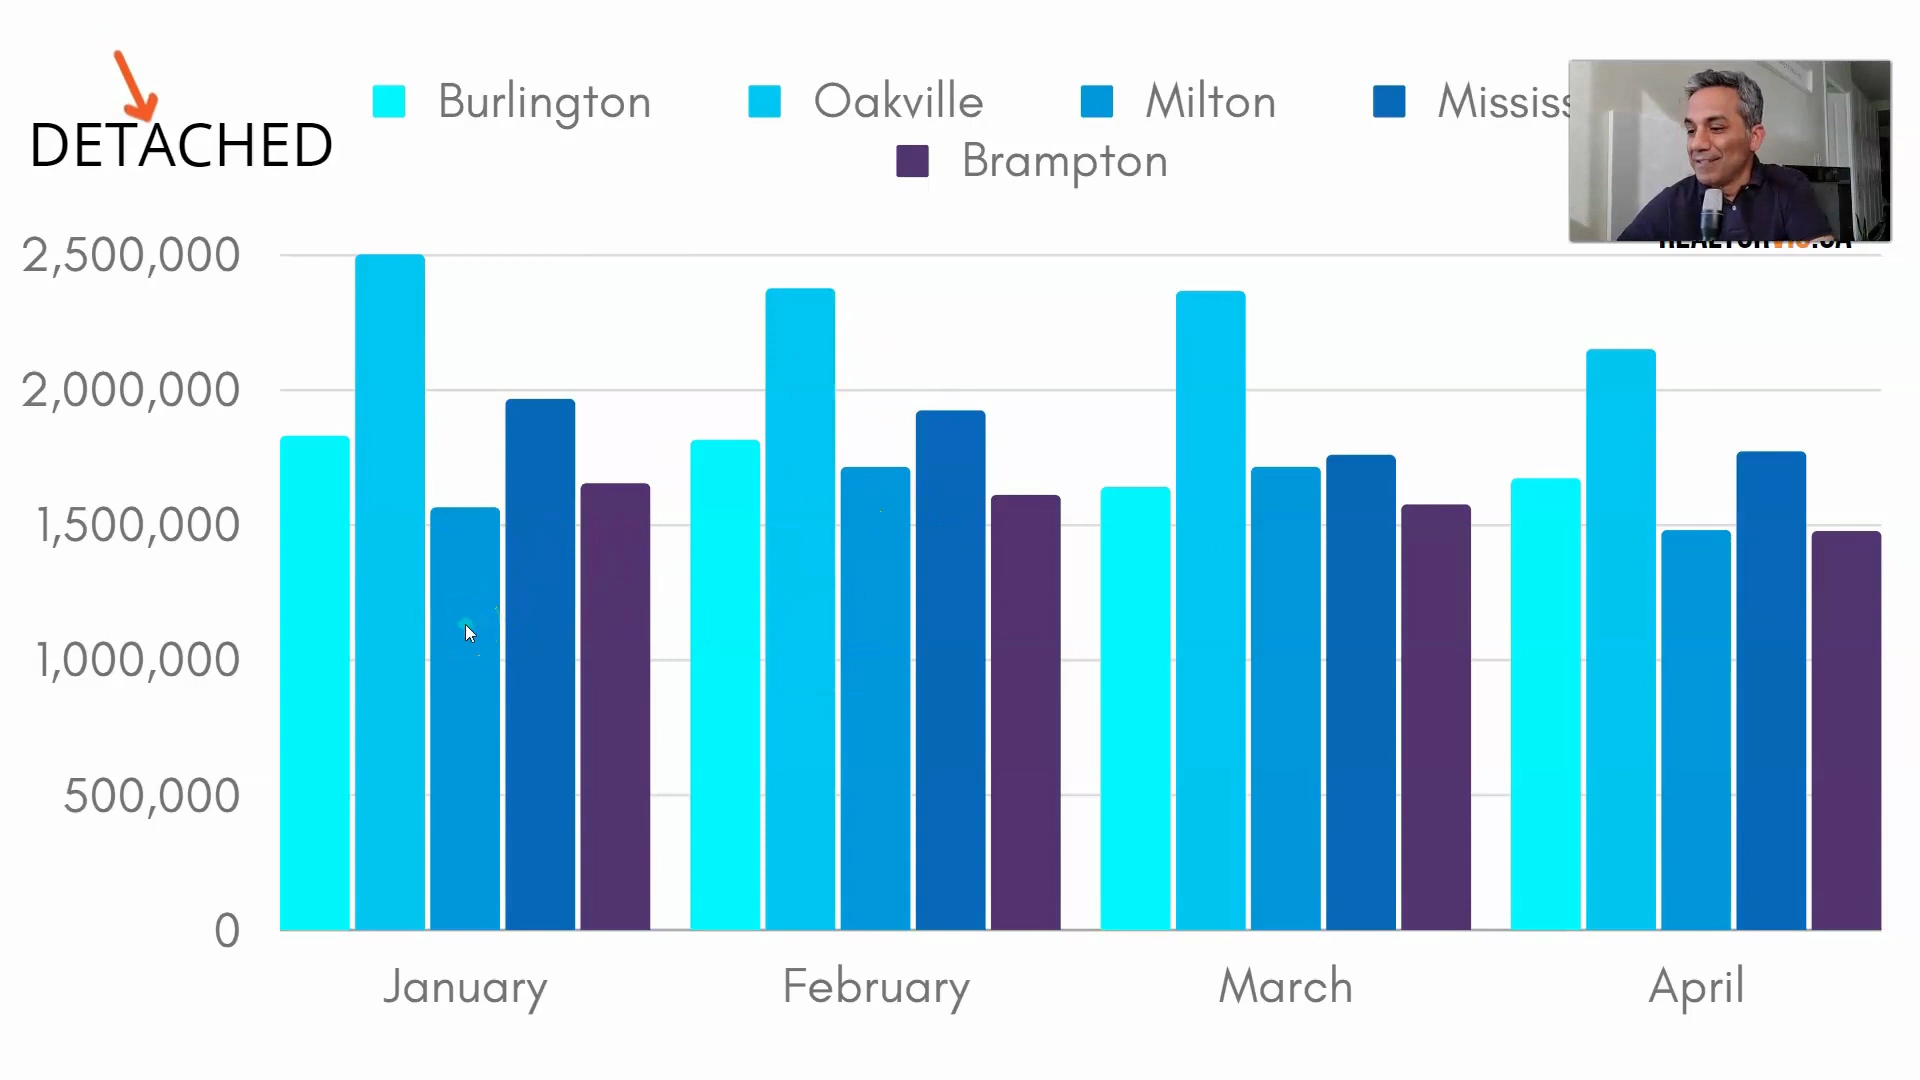 DETACHED
Burlington Oakville Milton Mississ
Brampton
2,500,000
2,000,000
1,500,000
1,000,000
500,000
0
January February March April